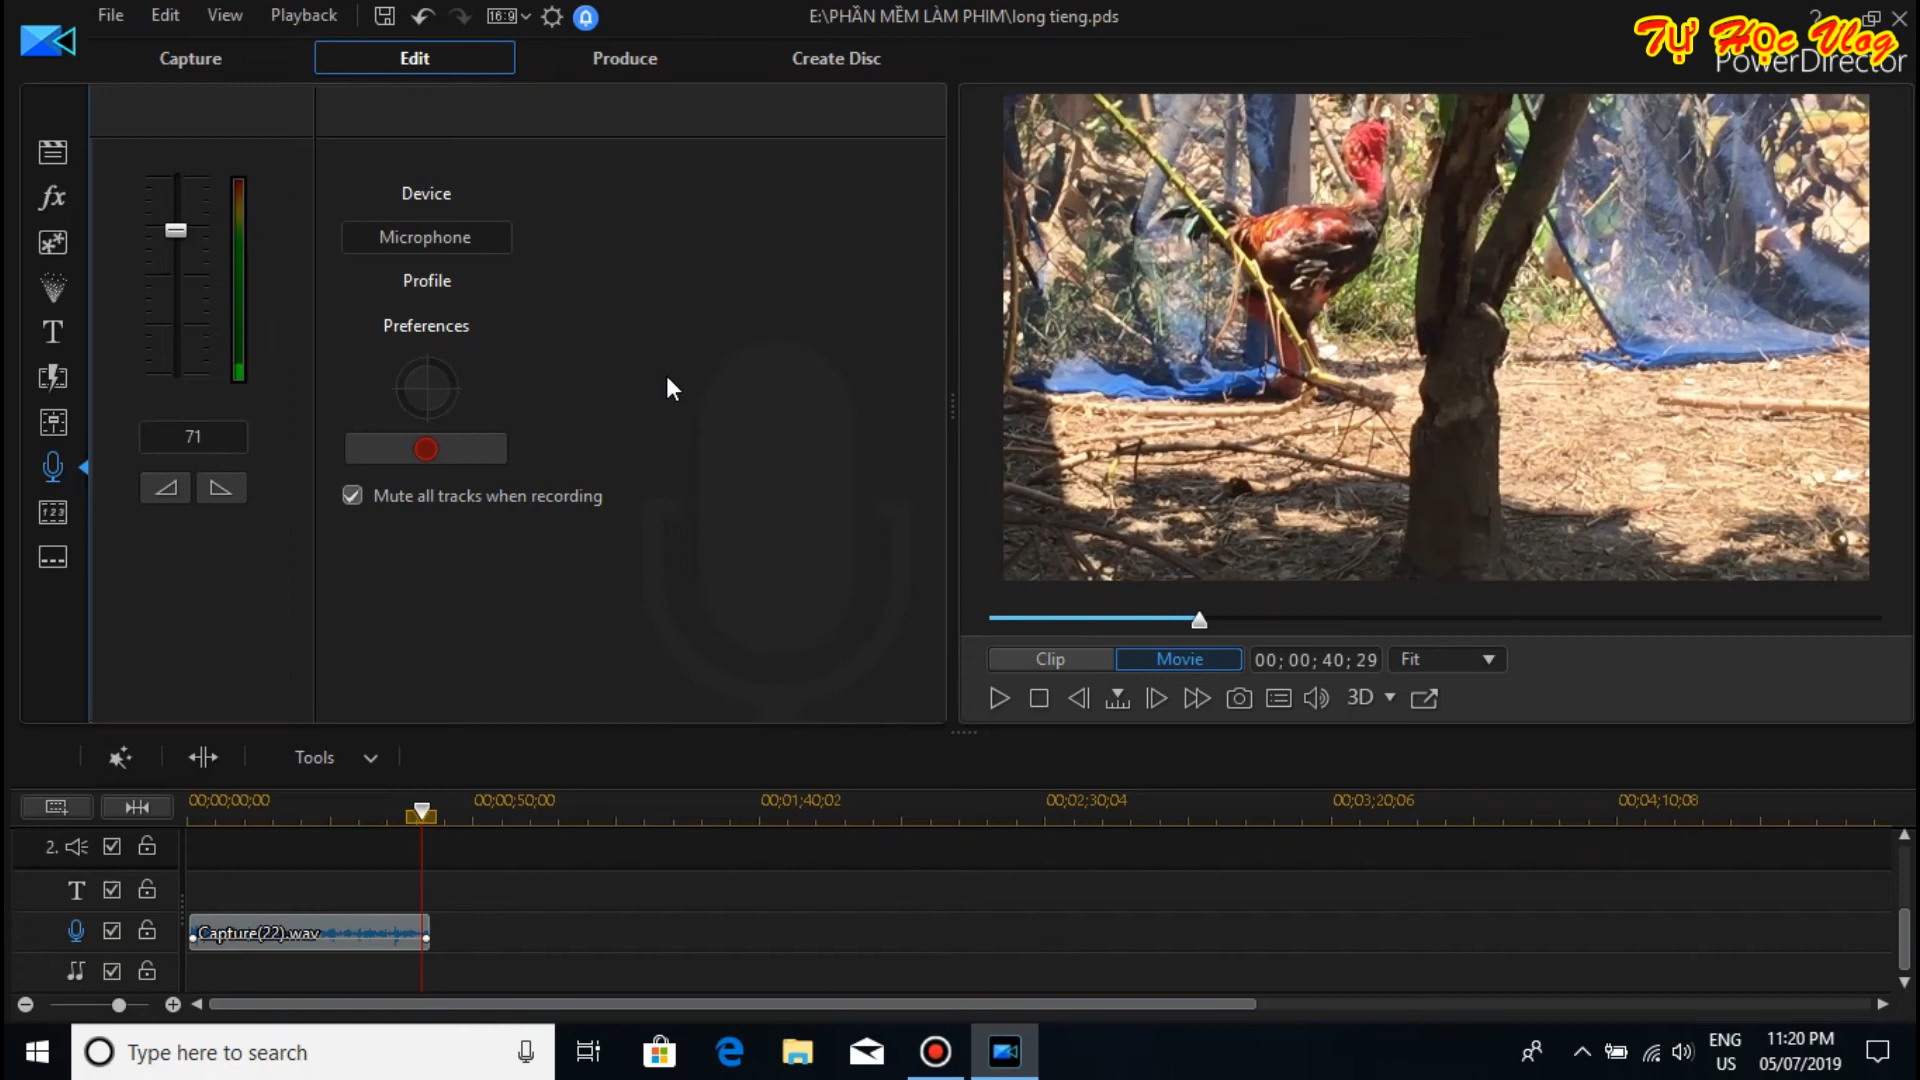 File Edit View Playback 16:9 E:\PHẦN MỀM LÀM PHIM\long tieng.pds ?
Tự Học Vlog
PowerDirector
Capture Edit Produce Create Disc
Device
Microphone
Profile
Preferences
71
Mute all tracks when recording
fx
T
1 2 3
Clip Movie 00; 00; 40; 29 Fit
3D
Tools
00;00;00;00 00;00;50;00 00;01;40;02 00;02;30;04 00;03;20;06 00;04;10;08
2.
T
Capture(22).wav
Type here to search
ENG
US
11:20 PM
05/07/2019